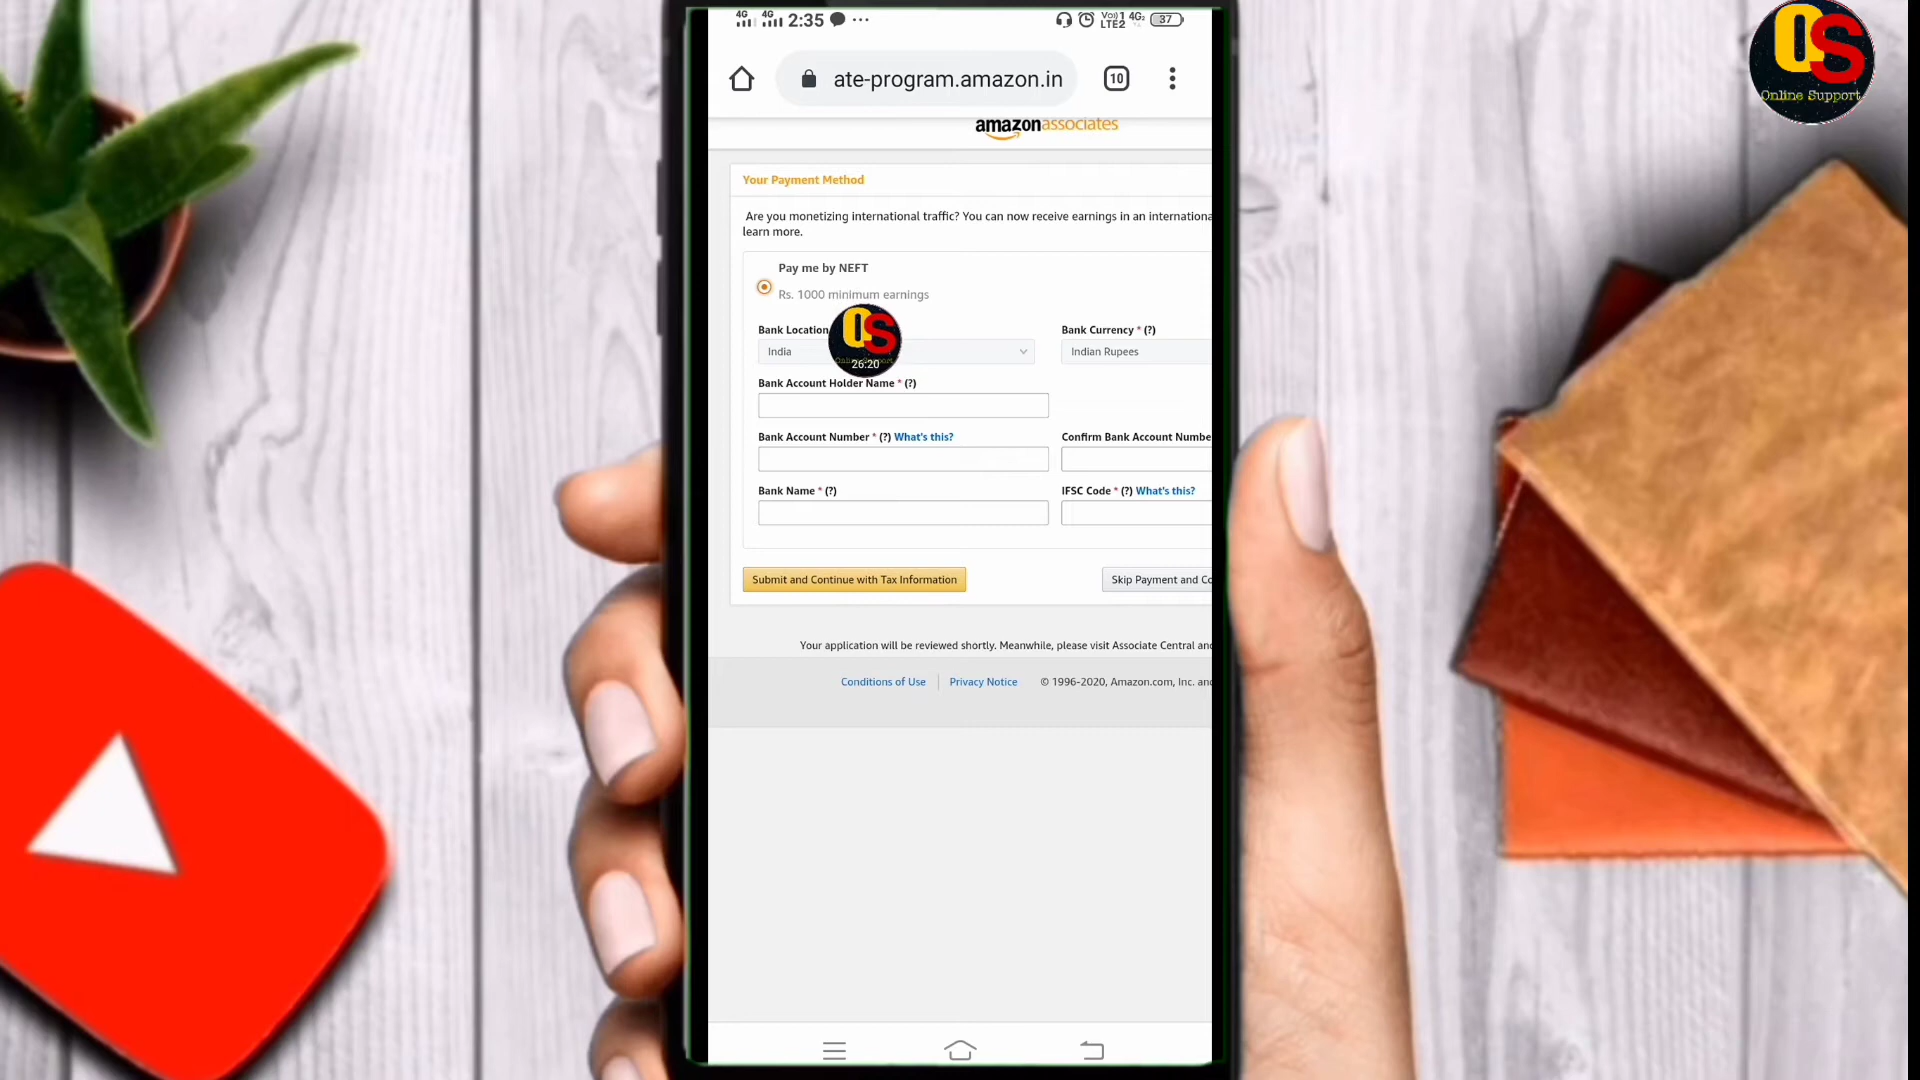 4G 4G 2:35 ... Vo) 1 4G
LTE2 37
OS
Online Support
ate-program.amazon.in 10
amazonassociates
Your Payment Method
Are you monetizing international traffic? You can now receive earnings in an internationa
learn more.
Pay me by NEFT
Rs. 1000 minimum earnings
Bank Location
Bank Currency * (?)
India
OS
26:20
Indian Rupees
Bank Account Holder Name * (?)
Bank Account Number * (?) What's this?
Confirm Bank Account Numbe
Bank Name * (?)
IFSC Code * (?) What's this?
Submit and Continue with Tax Information
Skip Payment and Co
Your application will be reviewed shortly. Meanwhile, please visit Associate Central and
Conditions of Use | Privacy Notice © 1996-2020, Amazon.com, Inc. and